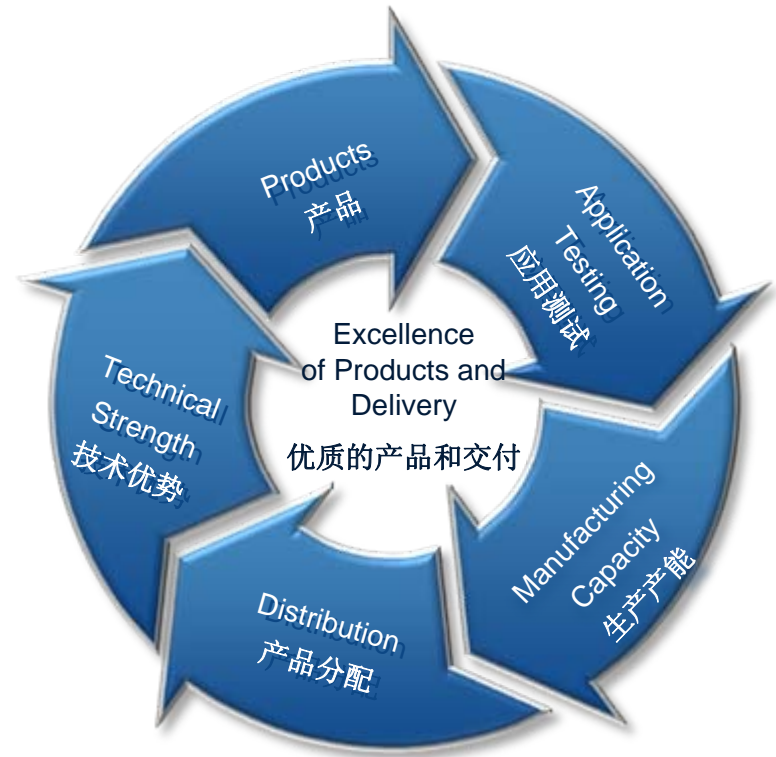 Products
产品
Application
Testing
应用测试
Excellence
of Products and
Delivery
优质的产品和交付
Technical
Strength
技术优势
Manufacturing
Capacity
生产产能
Distribution
产品分配